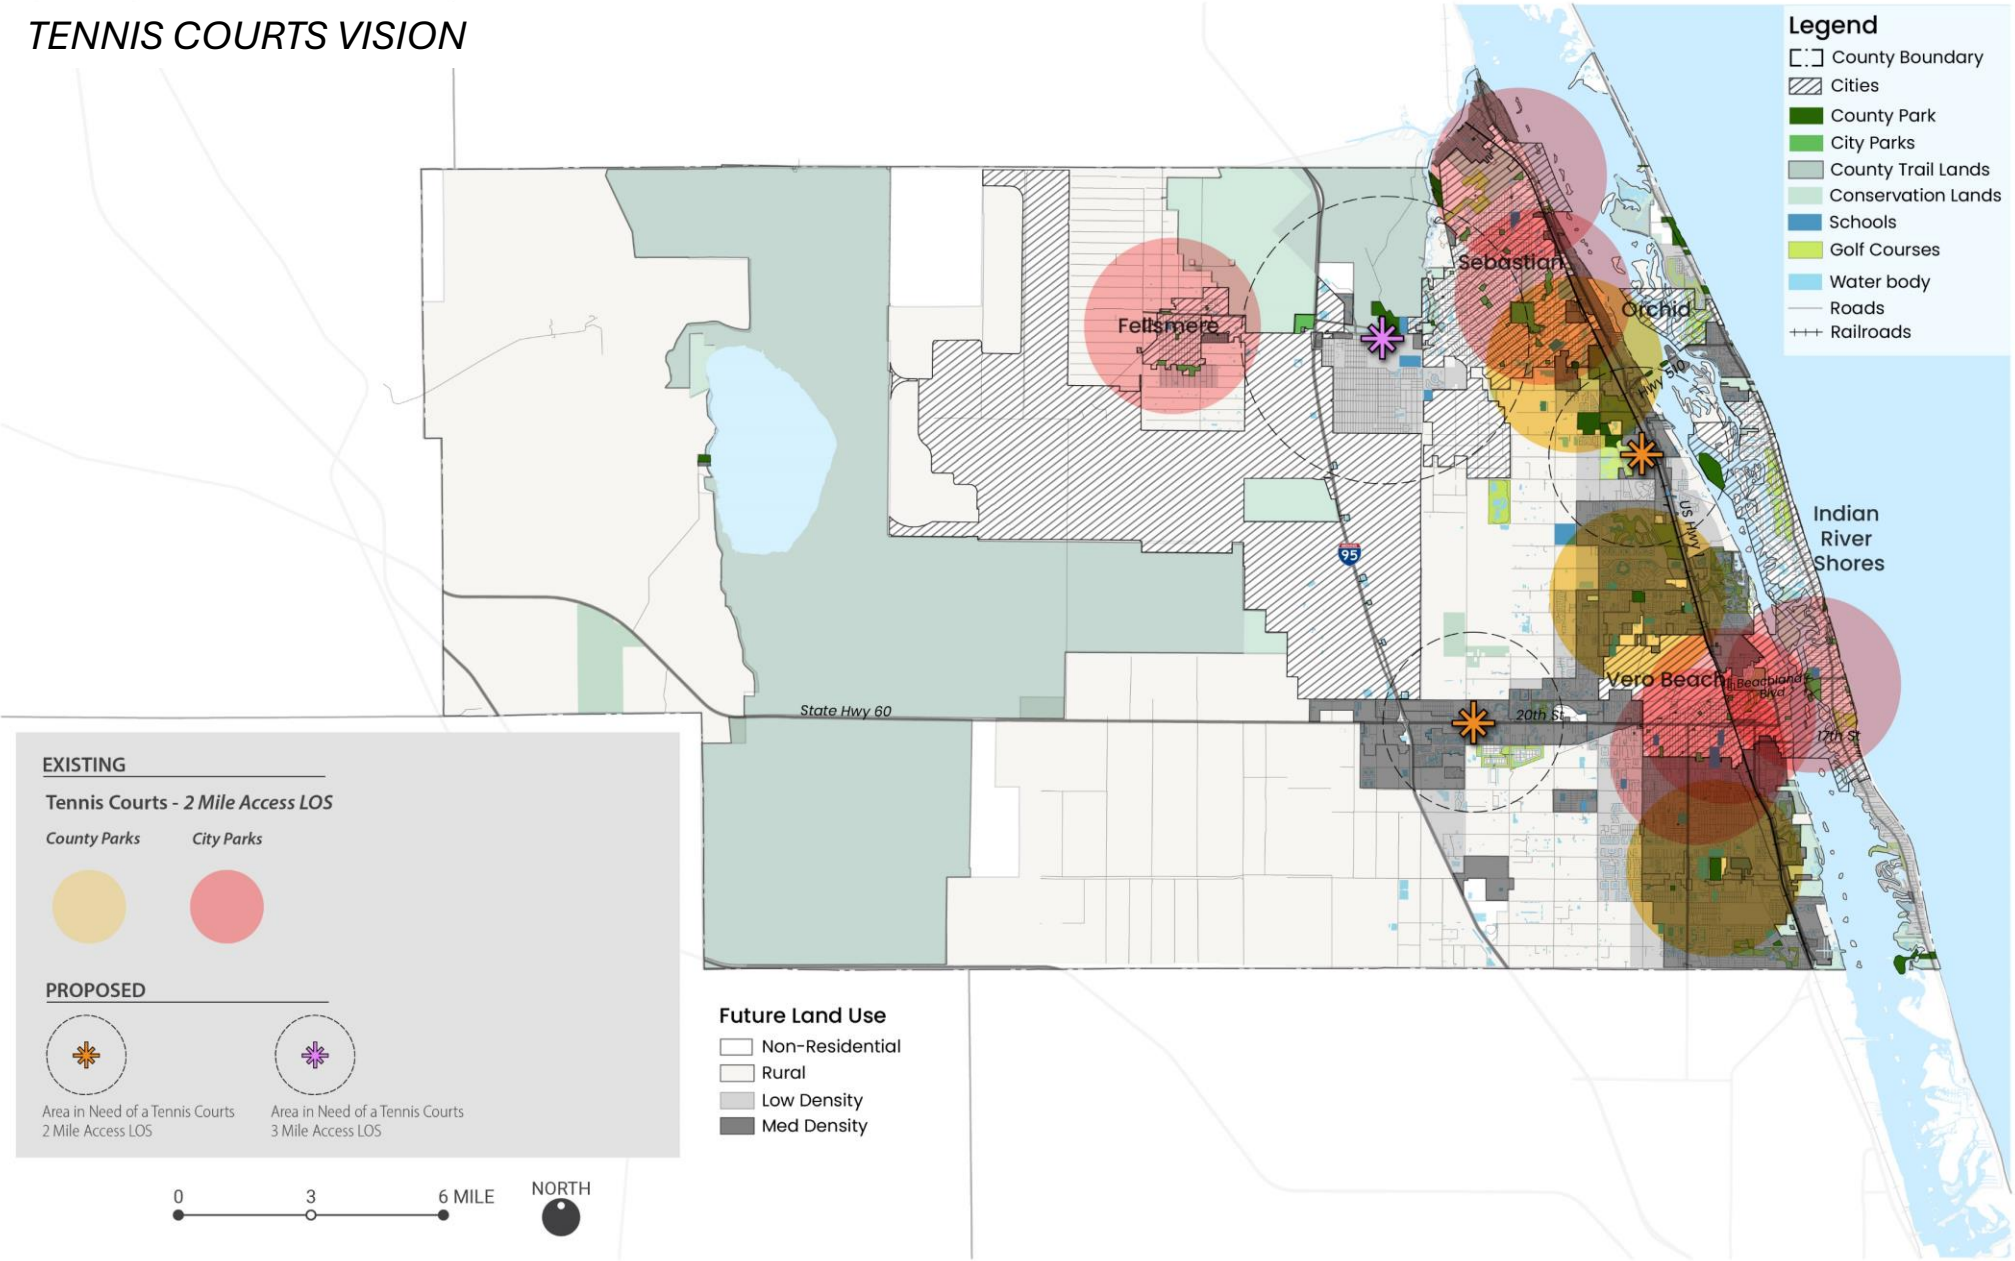 TENNIS COURTS VISION
Legend
County Boundary
Cities
County Park
City Parks
County Trail Lands
Conservation Lands
Schools
Golf Courses
Water body
Roads
Railroads
Sebastian
Orchid
Fellsmere
Hwy 510
US Hwy 1
Indian
River
Shores
95
Vero Beach
Beachland
Blvd
State Hwy 60
20th St
17th St
EXISTING
Tennis Courts - 2 Mile Access LOS
County Parks City Parks
PROPOSED
Area in Need of a Tennis Courts
2 Mile Access LOS
Area in Need of a Tennis Courts
3 Mile Access LOS
Future Land Use
Non-Residential
Rural
Low Density
Med Density
0 3 6 MILE
NORTH